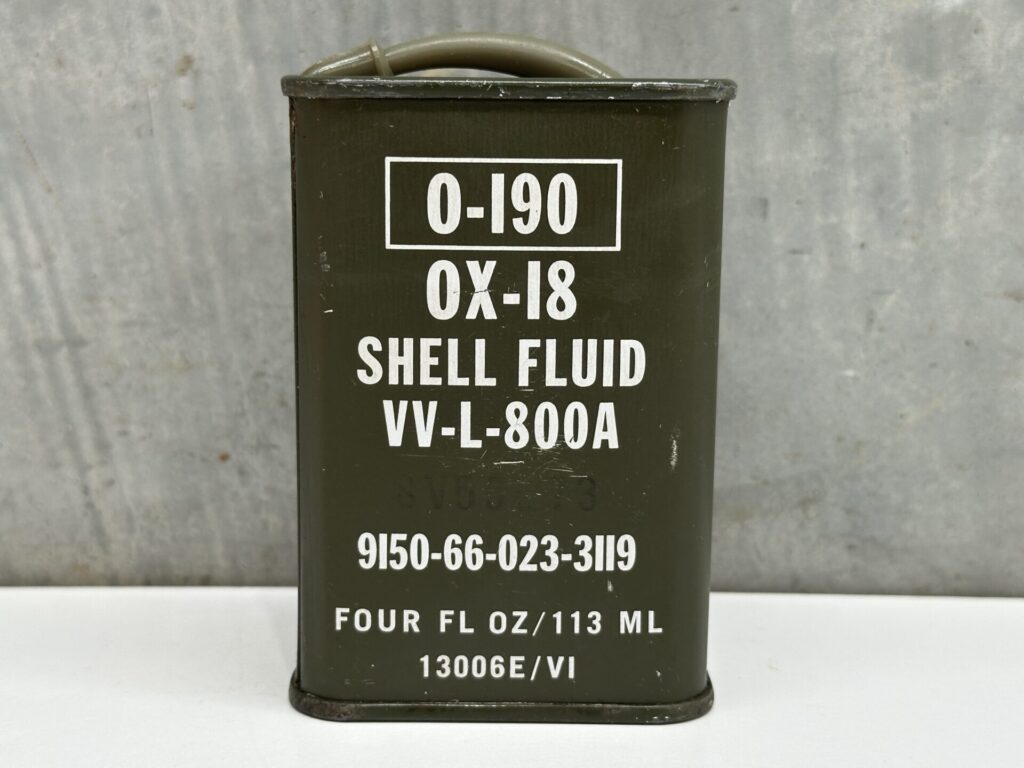 O-190
OX-18
SHELL FLUID
VV-L-800A
9150-66-023-3119
FOUR FL OZ/113 ML
13006E/VI